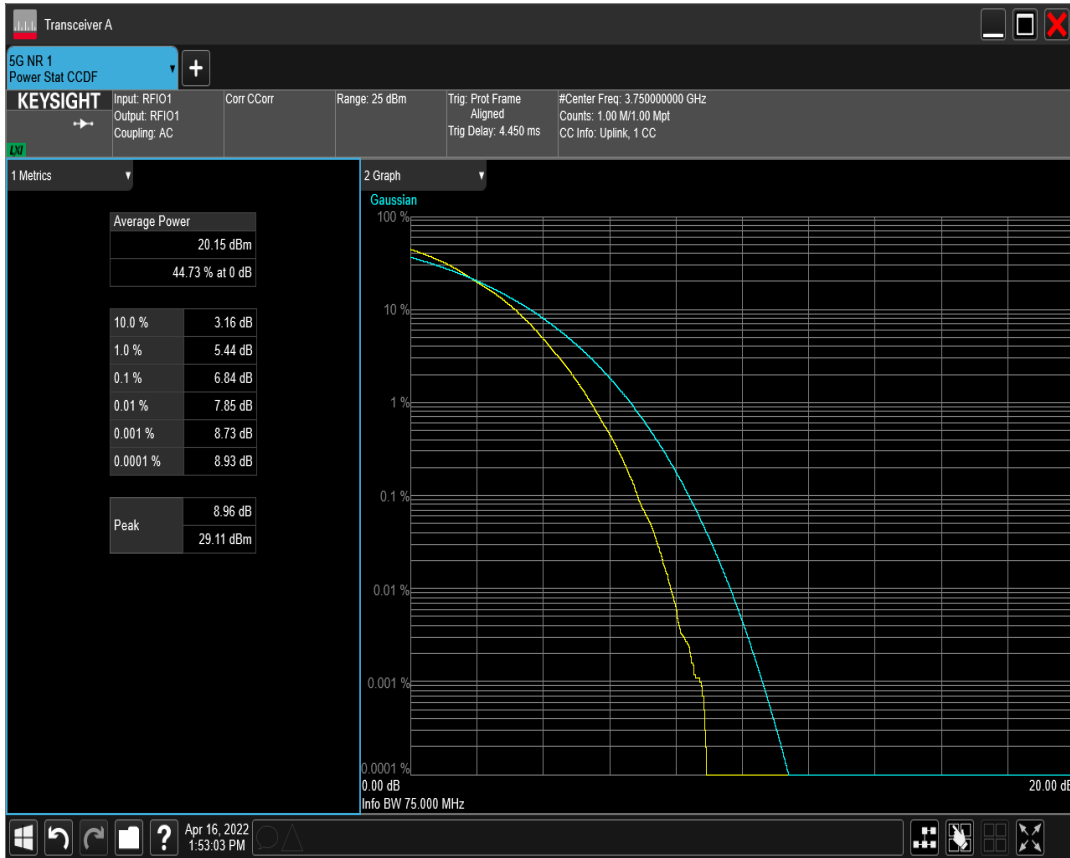 Transceiver A
5G NR 1
Power Stat CCDF
KEYSIGHT
LXI
Input: RFIO1
Output: RFIO1
Coupling: AC
Corr CCorr
Range: 25 dBm
Trig: Prot Frame
Aligned
Trig Delay: 4.450 ms
#Center Freq: 3.750000000 GHz
Counts: 1.00 M/1.00 Mpt
CC Info: Uplink, 1 CC
1 Metrics
Average Power
20.15 dBm
44.73 % at 0 dB
10.0 % 3.16 dB
1.0 % 5.44 dB
0.1 % 6.84 dB
0.01 % 7.85 dB
0.001 % 8.73 dB
0.0001 % 8.93 dB
Peak
8.96 dB
29.11 dBm
2 Graph
Gaussian
100 %
10 %
1 %
0.1 %
0.01 %
0.001 %
0.0001 %
0.00 dB 20.00 dB
Info BW 75.000 MHz
?
Apr 16, 2022
1:53:03 PM